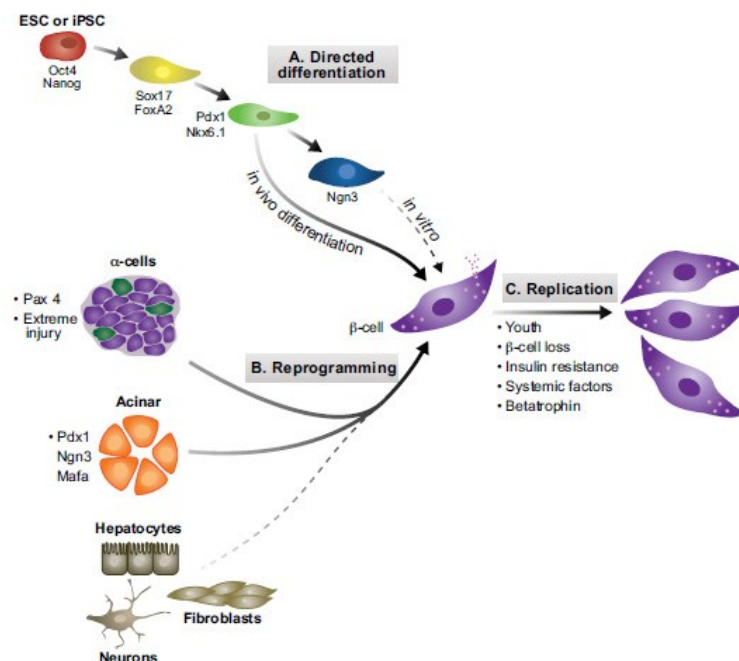 ESC or iPSC
Oct4
Nanog
Sox17
FoxA2
A. Directed
differentiation
Pdx1
Nkx6.1
Ngn3
in vivo differentiation
in vitro
α-cells
• Pax 4
• Extreme
injury
β-cell
C. Replication
• Youth
• β-cell loss
• Insulin resistance
• Systemic factors
• Betatrophin
B. Reprogramming
Acinar
• Pdx1
Ngn3
Mafa
Hepatocytes
Fibroblasts
Neurons